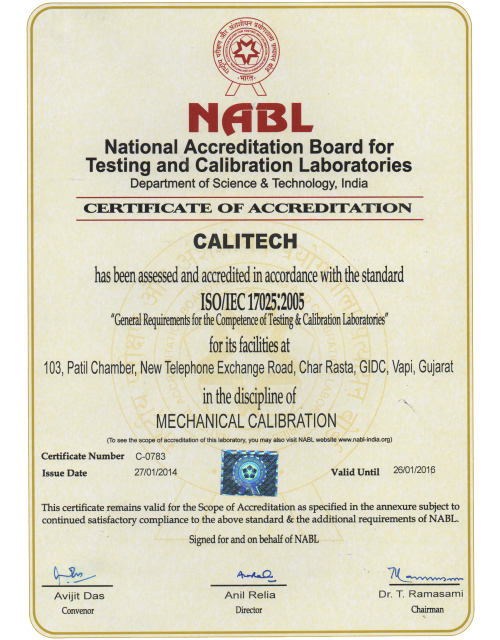 भारत
NABL
National Accreditation Board for
Testing and Calibration Laboratories
Department of Science & Technology, India
CERTIFICATE OF ACCREDITATION
CALITECH
has been assessed and accredited in accordance with the standard
ISO/IEC 17025:2005
"General Requirements for the Competence of Testing & Calibration Laboratories"
for its facilities at
103, Patil Chamber, New Telephone Exchange Road, Char Rasta, GIDC, Vapi, Gujarat
in the discipline of
MECHANICAL CALIBRATION
(To see the scope of accreditation of this laboratory, you may also visit NABL website www.nabl-india.org)
Certificate Number C-0783
Issue Date 27/01/2014 Valid Until 26/01/2016
This certificate remains valid for the Scope of Accreditation as specified in the annexure subject to
continued satisfactory compliance to the above standard & the additional requirements of NABL.
Signed for and on behalf of NABL
Avijit Das Anil Relia Dr. T. Ramasami
Convenor Director Chairman